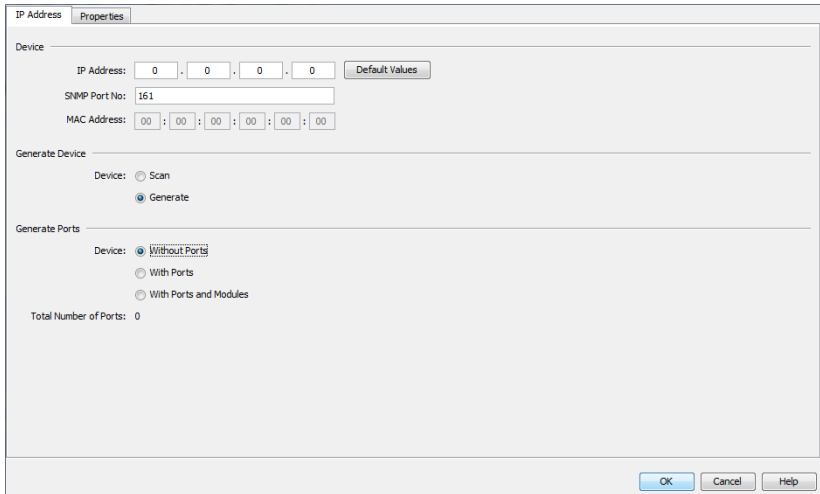 IP Address Properties
Device
IP Address: 0 . 0 . 0 . 0 Default Values
SNMP Port No: 161
MAC Address: 00 : 00 : 00 : 00 : 00 : 00
Generate Device
Device: Scan
Generate
Generate Ports
Device: Without Ports
With Ports
With Ports and Modules
Total Number of Ports: 0
OK Cancel Help